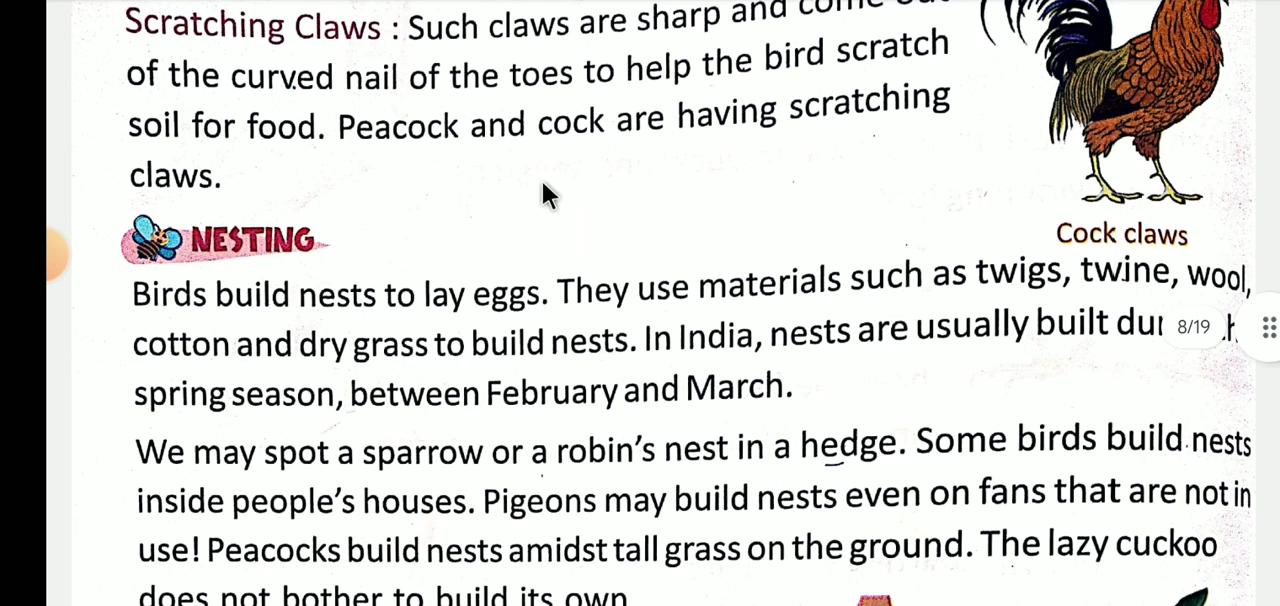 Scratching Claws : Such claws are sharp and come out
of the curved nail of the toes to help the bird scratch
soil for food. Peacock and cock are having scratching
claws.
Cock claws
NESTING
Birds build nests to lay eggs. They use materials such as twigs, twine, wool,
cotton and dry grass to build nests. In India, nests are usually built
8/19
spring season, between February and March.
We may spot a sparrow or a robin's nest in a hedge. Some birds build nests
inside people's houses. Pigeons may build nests even on fans that are not in
use! Peacocks build nests amidst tall grass on the ground. The lazy cuckoo
does not bother to build its own